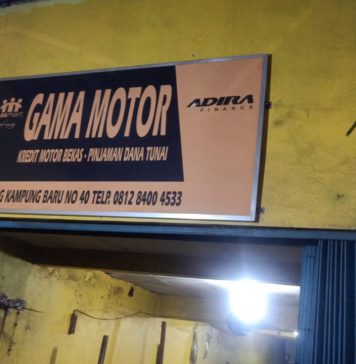 GAMA MOTOR
ADIRA
FINANCE
KREDIT MOTOR BEKAS - PINJAMAN DANA TUNAI
G KAMPUNG BARU NO 40 TELP. 0812 8400 4533